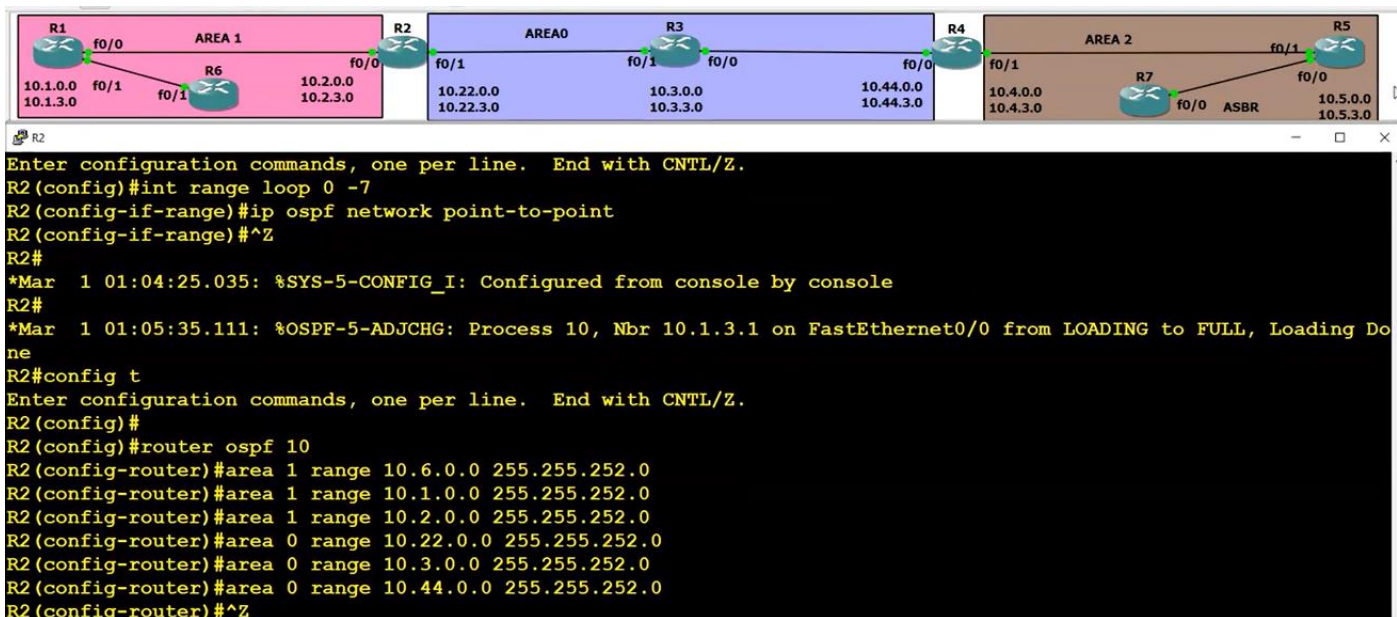 R1
f0/0
AREA 1
R2
f0/0
R6
10.1.0.0
10.1.3.0
f0/1
f0/1
10.2.0.0
10.2.3.0
AREA0
R3
f0/1
f0/1
f0/0
10.22.0.0
10.22.3.0
10.3.0.0
10.3.3.0
10.44.0.0
10.44.3.0
R4
f0/0
f0/1
AREA 2
R5
f0/1
R7
f0/0
10.4.0.0
10.4.3.0
f0/0
ASBR
10.5.0.0
10.5.3.0
R2
Enter configuration commands, one per line.  End with CNTL/Z.
R2(config)#int range loop 0 -7
R2(config-if-range)#ip ospf network point-to-point
R2(config-if-range)#^Z
R2#
*Mar  1 01:04:25.035: %SYS-5-CONFIG_I: Configured from console by console
R2#
*Mar  1 01:05:35.111: %OSPF-5-ADJCHG: Process 10, Nbr 10.1.3.1 on FastEthernet0/0 from LOADING to FULL, Loading Do
ne
R2#config t
Enter configuration commands, one per line.  End with CNTL/Z.
R2(config)#
R2(config)#router ospf 10
R2(config-router)#area 1 range 10.6.0.0 255.255.252.0
R2(config-router)#area 1 range 10.1.0.0 255.255.252.0
R2(config-router)#area 1 range 10.2.0.0 255.255.252.0
R2(config-router)#area 0 range 10.22.0.0 255.255.252.0
R2(config-router)#area 0 range 10.3.0.0 255.255.252.0
R2(config-router)#area 0 range 10.44.0.0 255.255.252.0
R2(config-router)#^Z